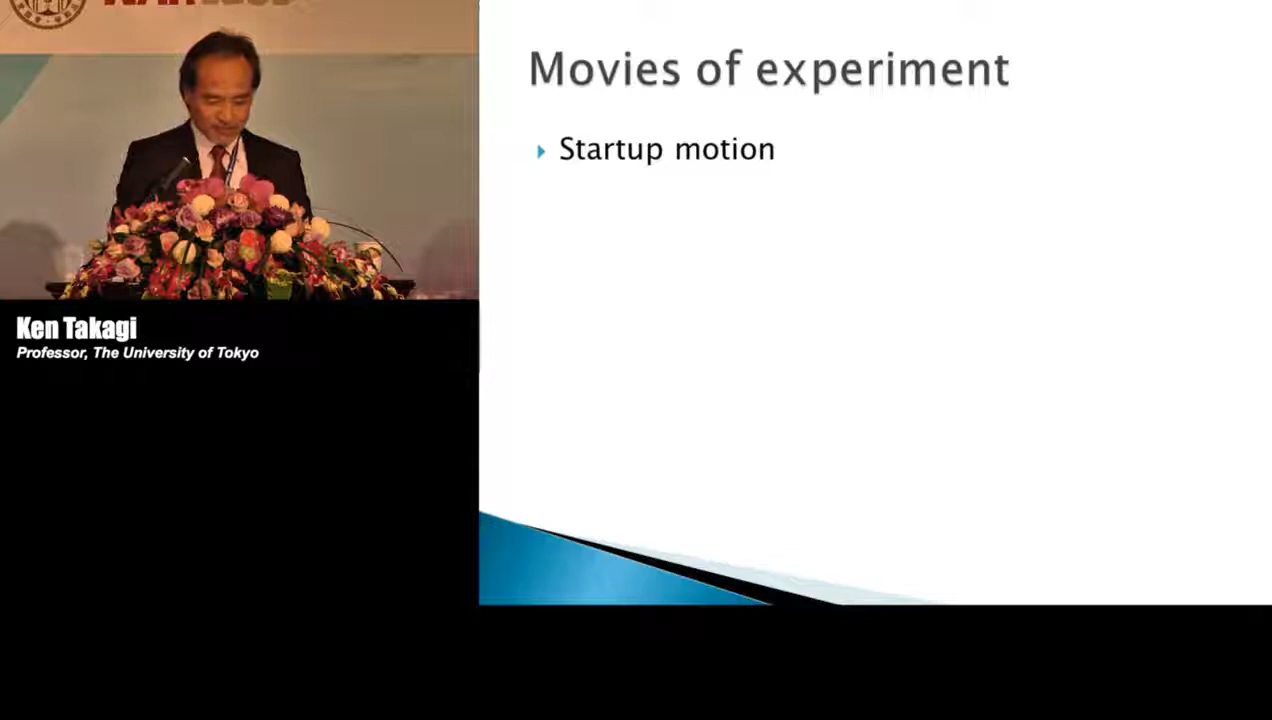 Movies of experiment
Startup motion
Ken Takagi
Professor, The University of Tokyo